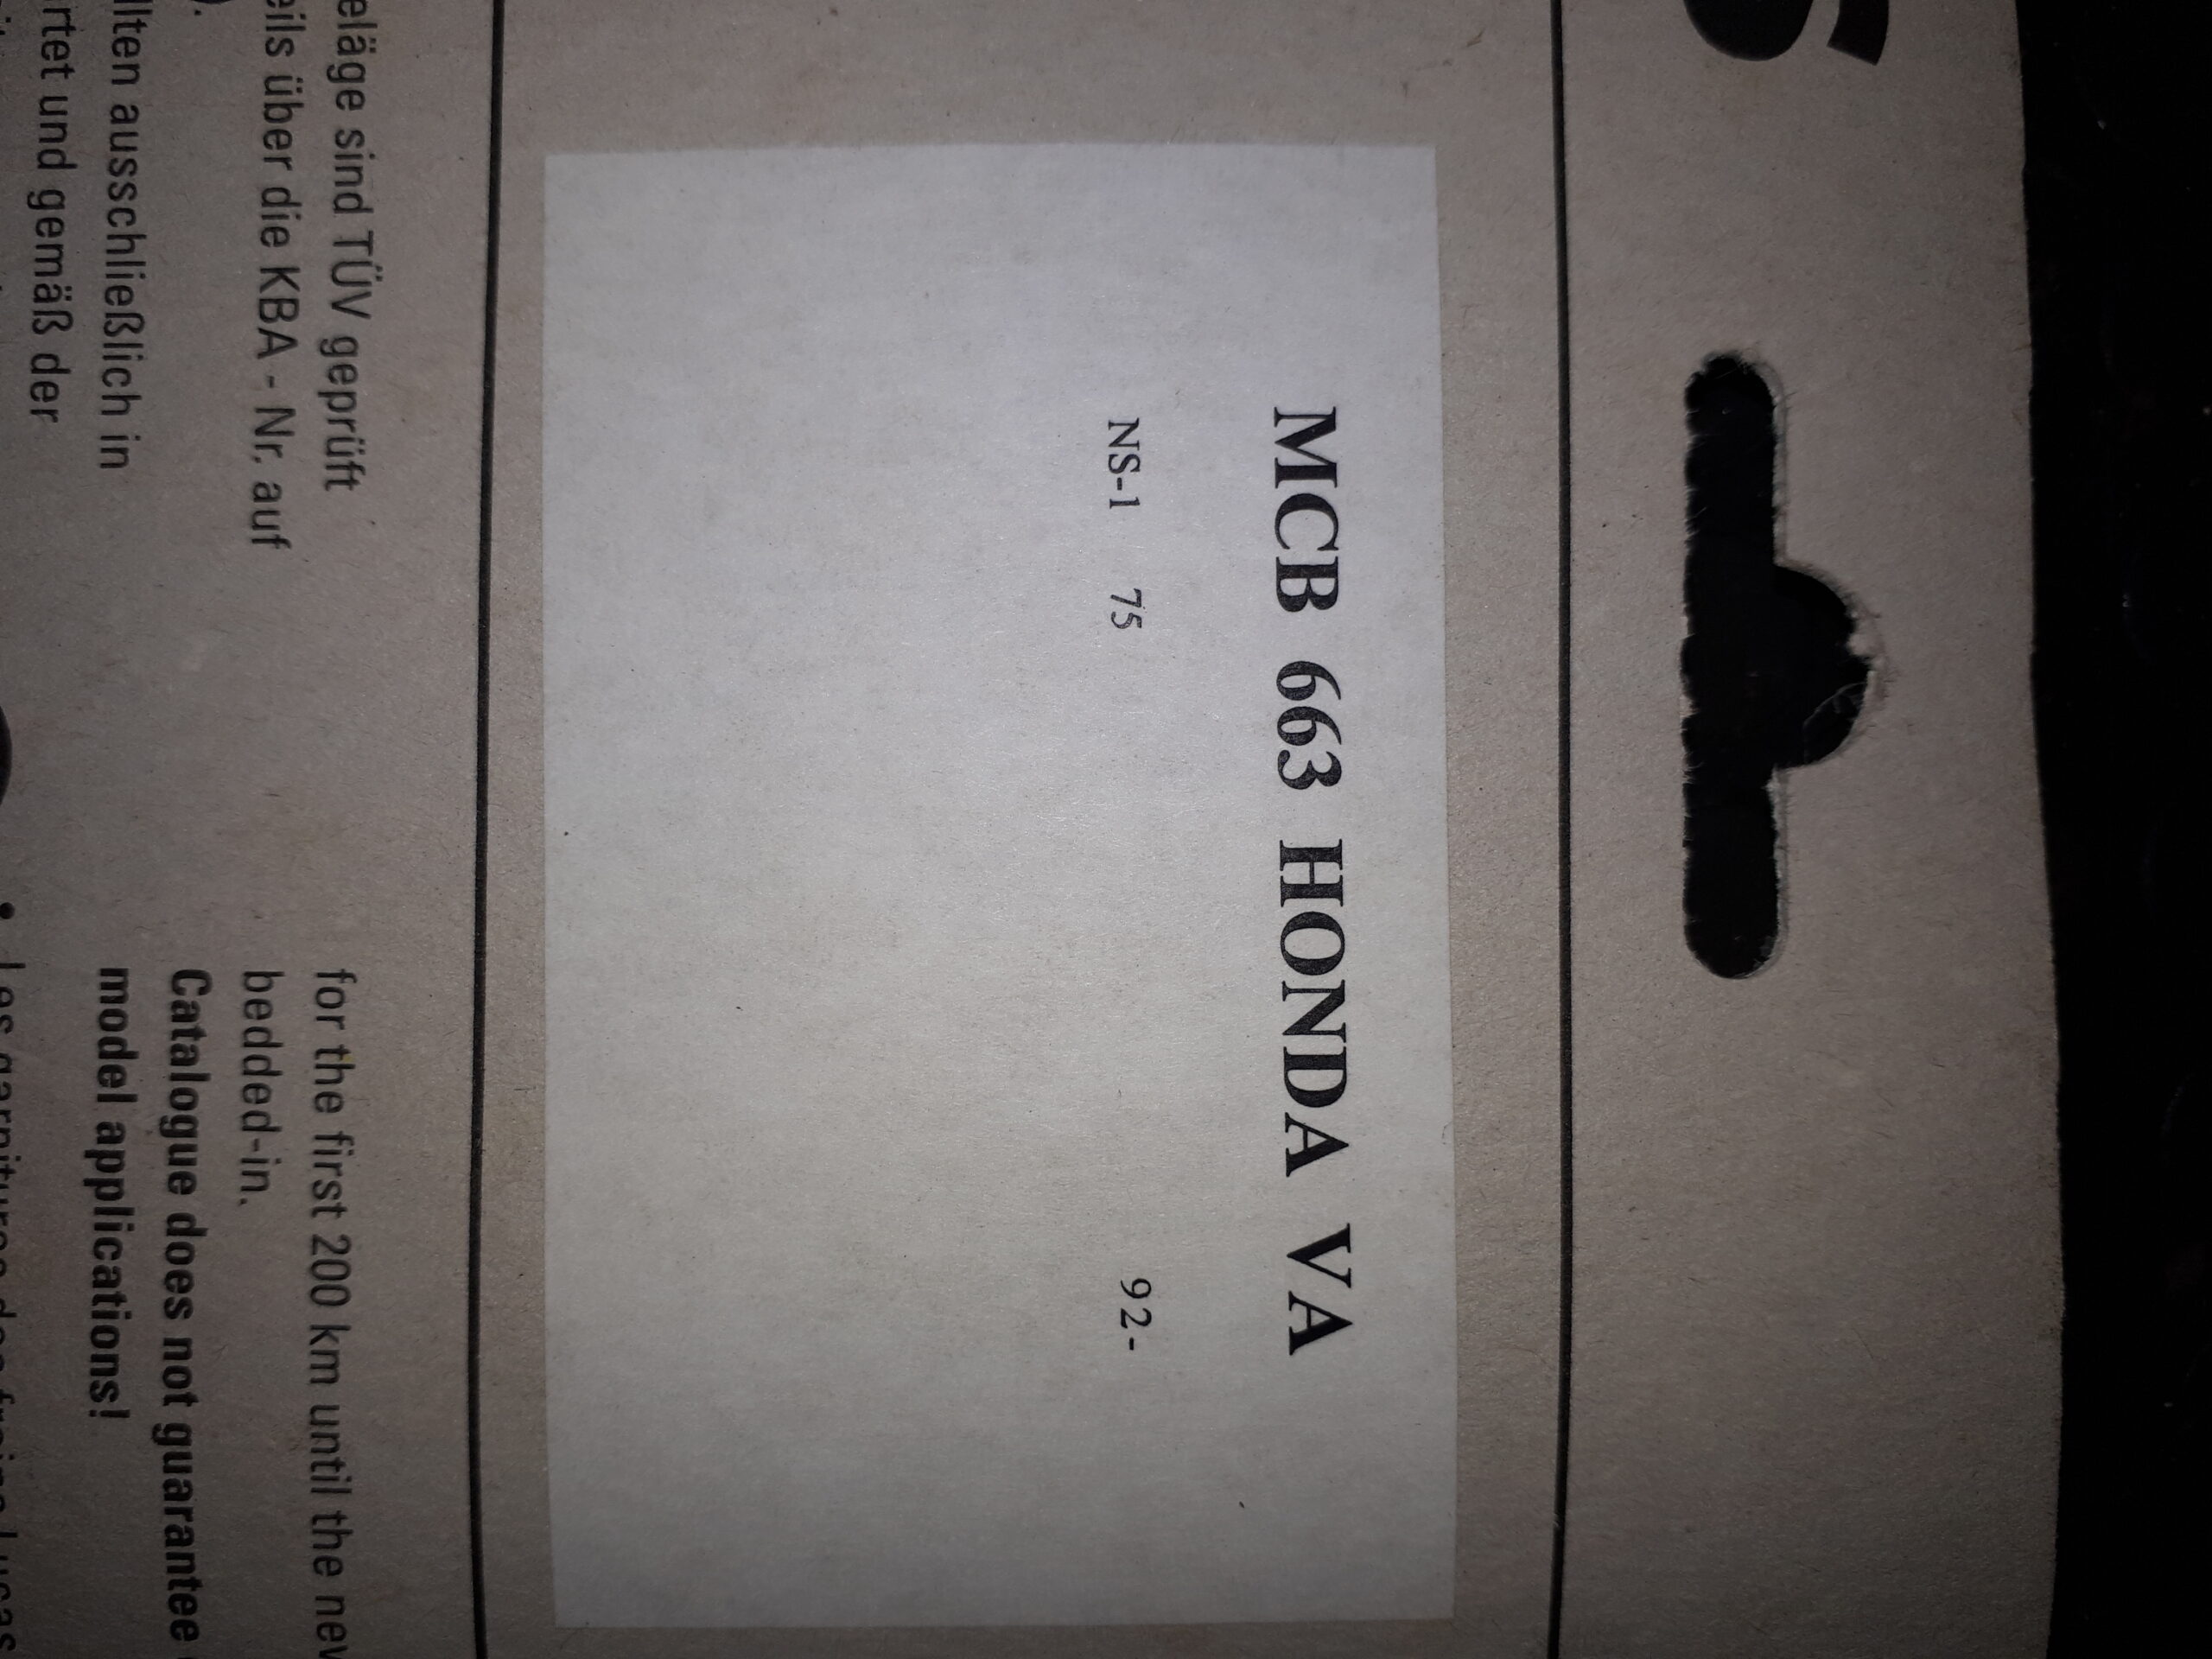 MCB 663 HONDA VA
NS-1 75 92-
eläge sind TÜV geprüft
eils über die KBA - Nr. auf
).
lten ausschließlich in
rtet und gemäß der
for the first 200 km until the new
bedded-in.
Catalogue does not guarantee
model applications!